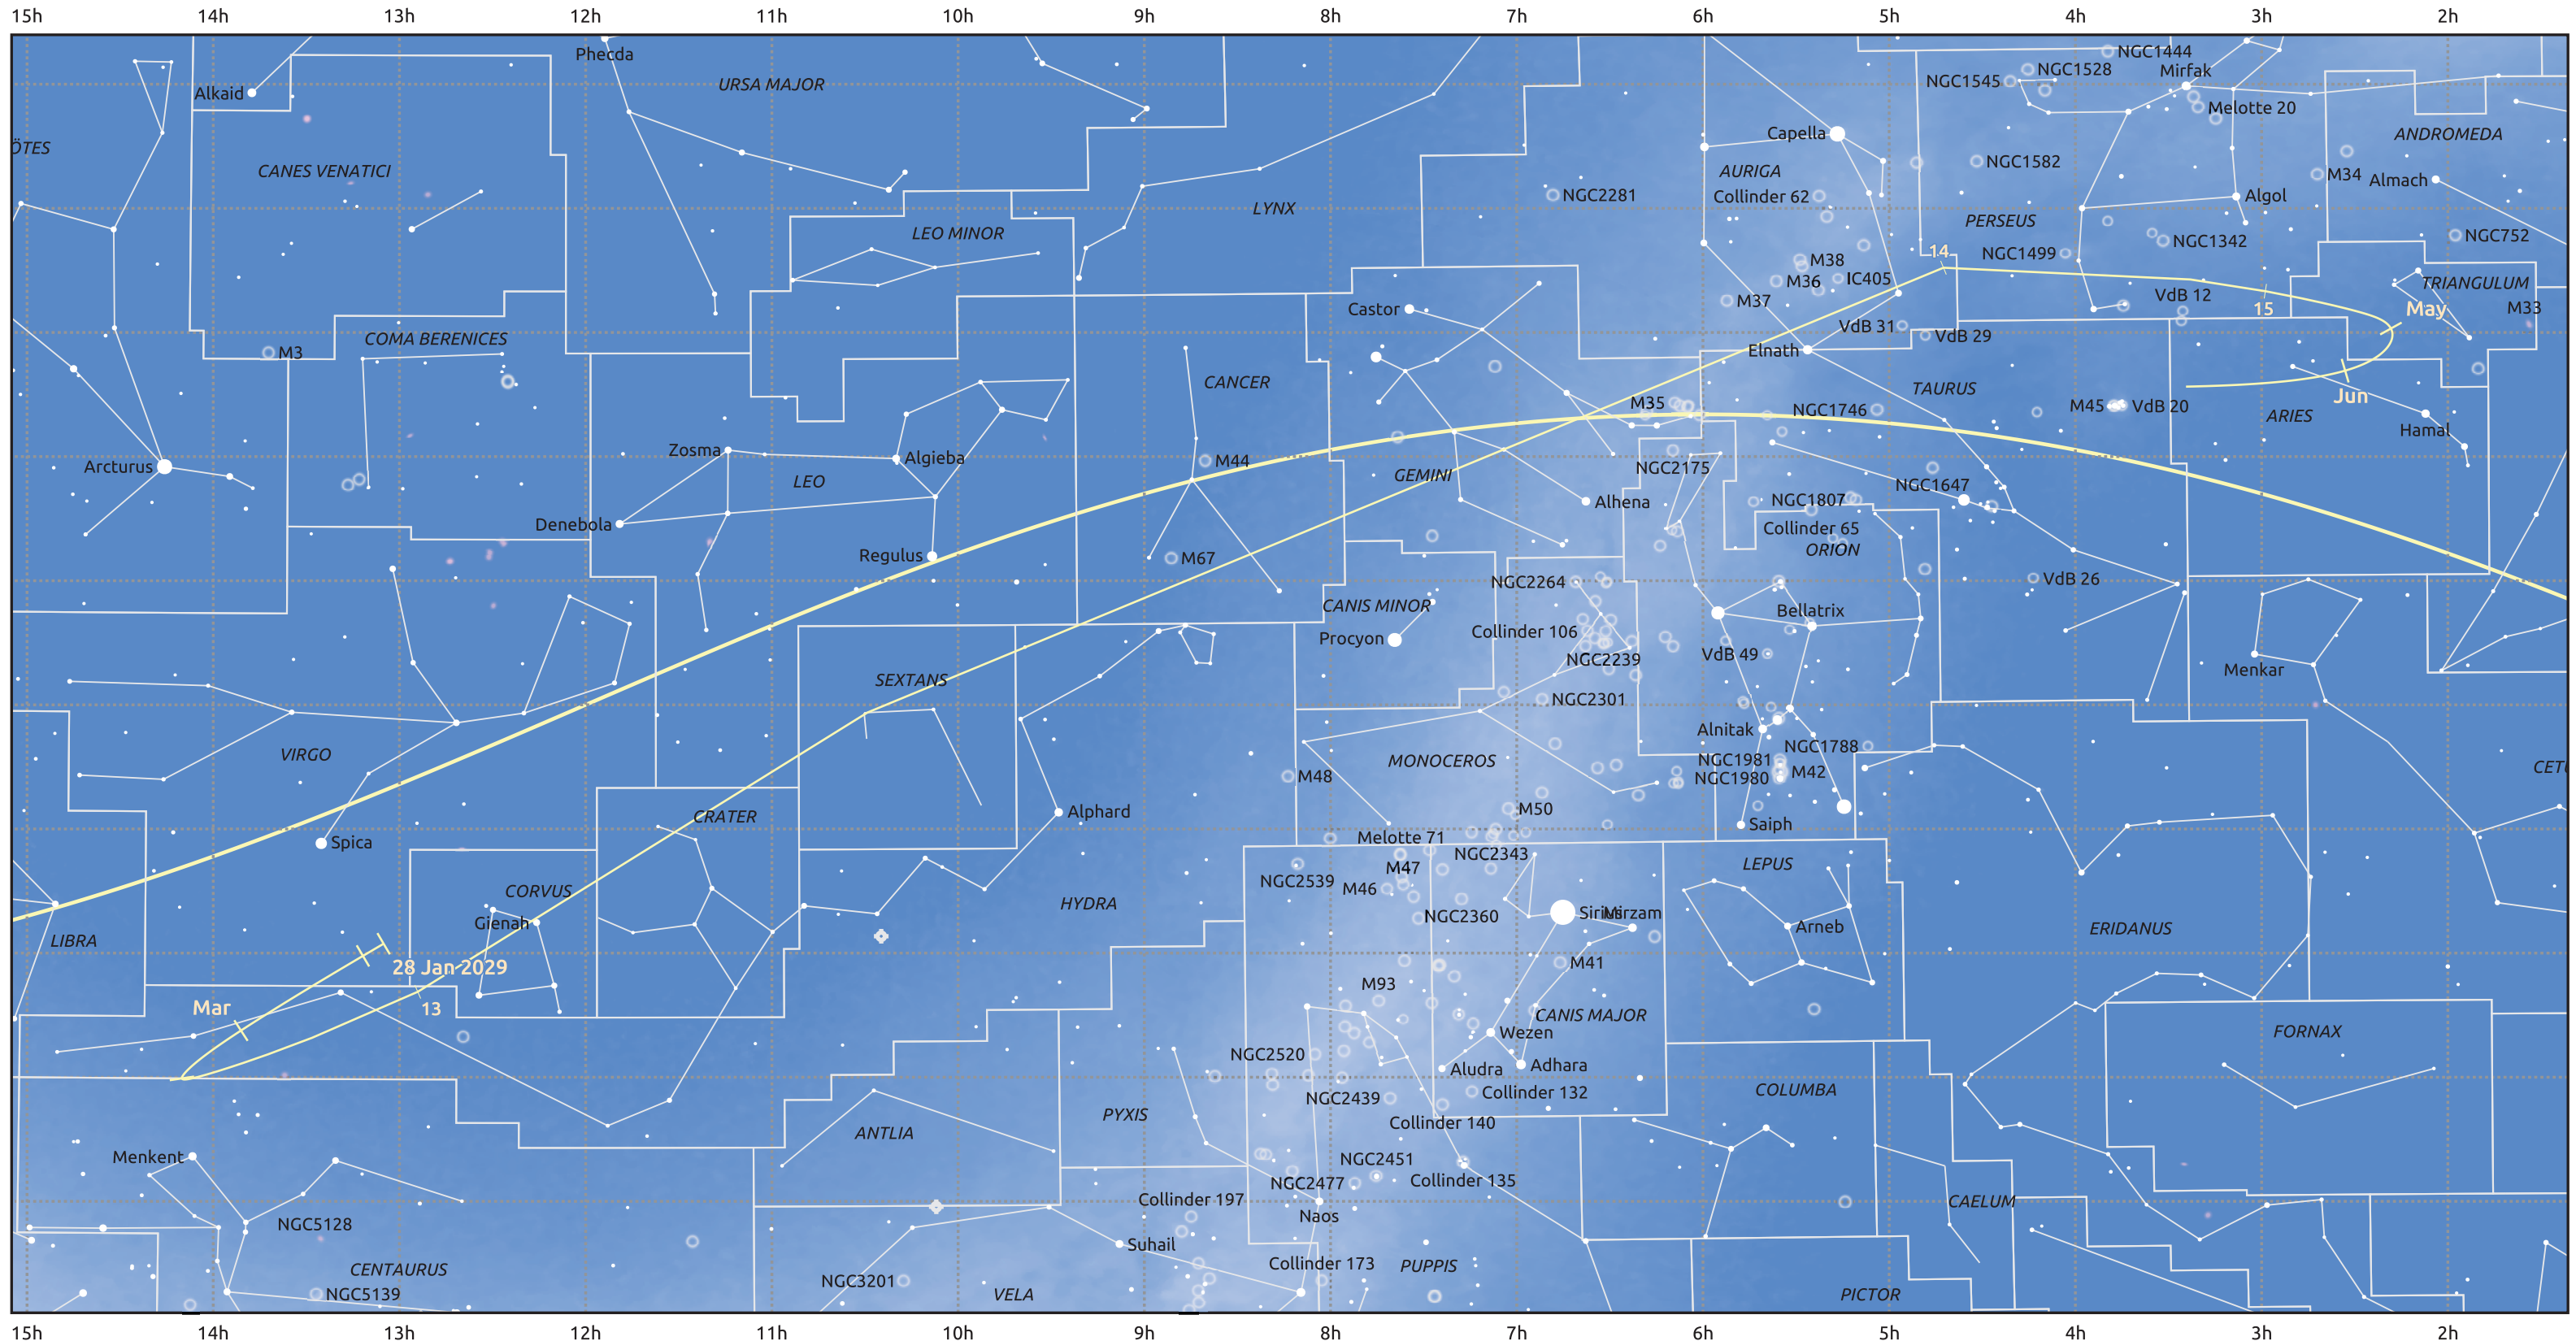 15h 14h 13h 12h 11h 10h 9h 8h 7h 6h 5h 4h 3h 2h
Phecda
NGC1444
NGC1528
Mirfak
NGC1545
URSA MAJOR
Alkaid
Melotte 20
Capella
ANDROMEDA
ÖTES
NGC1582
CANES VENATICI
AURIGA
M34
Almach
NGC2281
Collinder 62
Algol
LYNX
PERSEUS
LEO MINOR
NGC752
NGC1342
14
NGC1499
M38
M36
IC405
TRIANGULUM
VdB 12
M37
Castor
15
May
M33
VdB 31
VdB 29
COMA BERENICES
M3
Elnath
CANCER
TAURUS
Jun
M35
NGC1746
M45
VdB 20
ARIES
Hamal
Zosma
Algieba
M44
Arcturus
NGC2175
GEMINI
LEO
NGC1647
Alhena
NGC1807
Denebola
Collinder 65
ORION
Regulus
M67
NGC2264
VdB 26
CANIS MINOR
Bellatrix
Procyon
Collinder 106
VdB 49
NGC2239
Menkar
SEXTANS
NGC2301
Alnitak
VIRGO
NGC1788
MONOCEROS
NGC1981
CETU
M48
NGC1980
M42
M50
Alphard
CRATER
Saiph
Spica
Melotte 71
NGC2343
LEPUS
M47
NGC2539
M46
CORVUS
HYDRA
Sirius
Mirzam
NGC2360
Gienah
Arneb
ERIDANUS
LIBRA
M41
28 Jan 2029
M93
Mar
13
CANIS MAJOR
Wezen
FORNAX
NGC2520
Aludra
Adhara
COLUMBA
Collinder 132
NGC2439
PYXIS
Collinder 140
ANTLIA
Menkent
NGC2451
Collinder 135
NGC2477
Collinder 197
CAELUM
Naos
NGC5128
Suhail
Collinder 173
PUPPIS
CENTAURUS
NGC3201
NGC5139
VELA
PICTOR
15h 14h 13h 12h 11h 10h 9h 8h 7h 6h 5h 4h 3h 2h